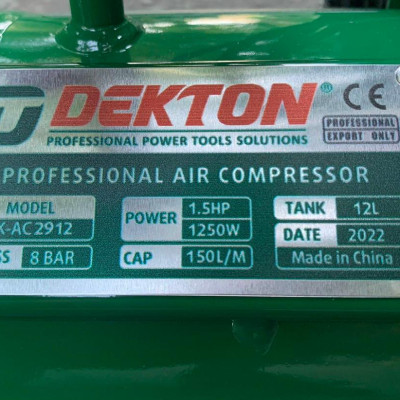 DEKTON®
CE
PROFESSIONAL POWER TOOLS SOLUTIONS
PROFESSIONAL
EXPORT ONLY
PROFESSIONAL AIR COMPRESSOR
MODEL POWER 1.5HP TANK 12L
-AC2912 1250W DATE 2022
8 BAR CAP 150L/M Made in China